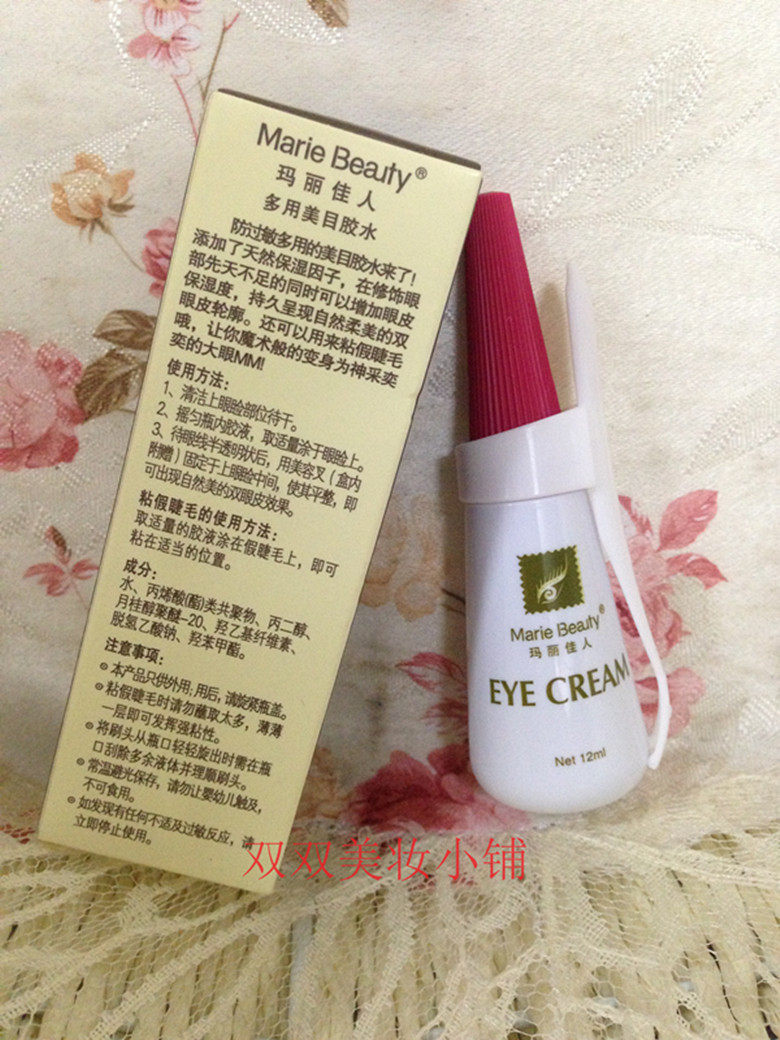 Marie Beauty®
玛丽佳人
多用美目胶水
防过敏多用的美目胶水来了!
添加了天然保湿因子，在修饰眼
部先天不足的同时可以增加眼皮
保湿度，持久呈现自然柔美的双
眼皮轮廓。还可以用来粘假睫毛
哦，让你魔术般的变身为神采奕
奕的大眼MM!
使用方法：
1、清洁上眼睑部位待干。
2、摇匀瓶内胶液，取适量涂于眼睑上。
3、待眼线半透明状后，用美容叉（盒内
附赠）固定于上眼睑中间，使其平整，即
可出现自然美的双眼皮效果。
粘假睫毛的使用方法：
取适量的胶液涂在假睫毛上，即可
粘在适当的位置。
成分：
水、丙烯酸(酯)类共聚物、丙二醇、
月桂醇聚醚-20、羟乙基纤维素、
脱氢乙酸钠、羟苯甲酯。
注意事项：
◎本产品只供外用；用后，请旋紧瓶盖。
◎粘假睫毛时请勿蘸取太多，薄薄
一层即可发挥强粘性。
◎将刷头从瓶口轻轻旋出时需在瓶
口刮除多余液体并理顺刷头。
◎常温避光保存，请勿让婴幼儿触及，
不可食用。
◎如发现有任何不适及过敏反应，请
立即停止使用。
Marie Beauty®
玛丽佳人
EYE CREAM
Net 12ml
双双美妆小铺